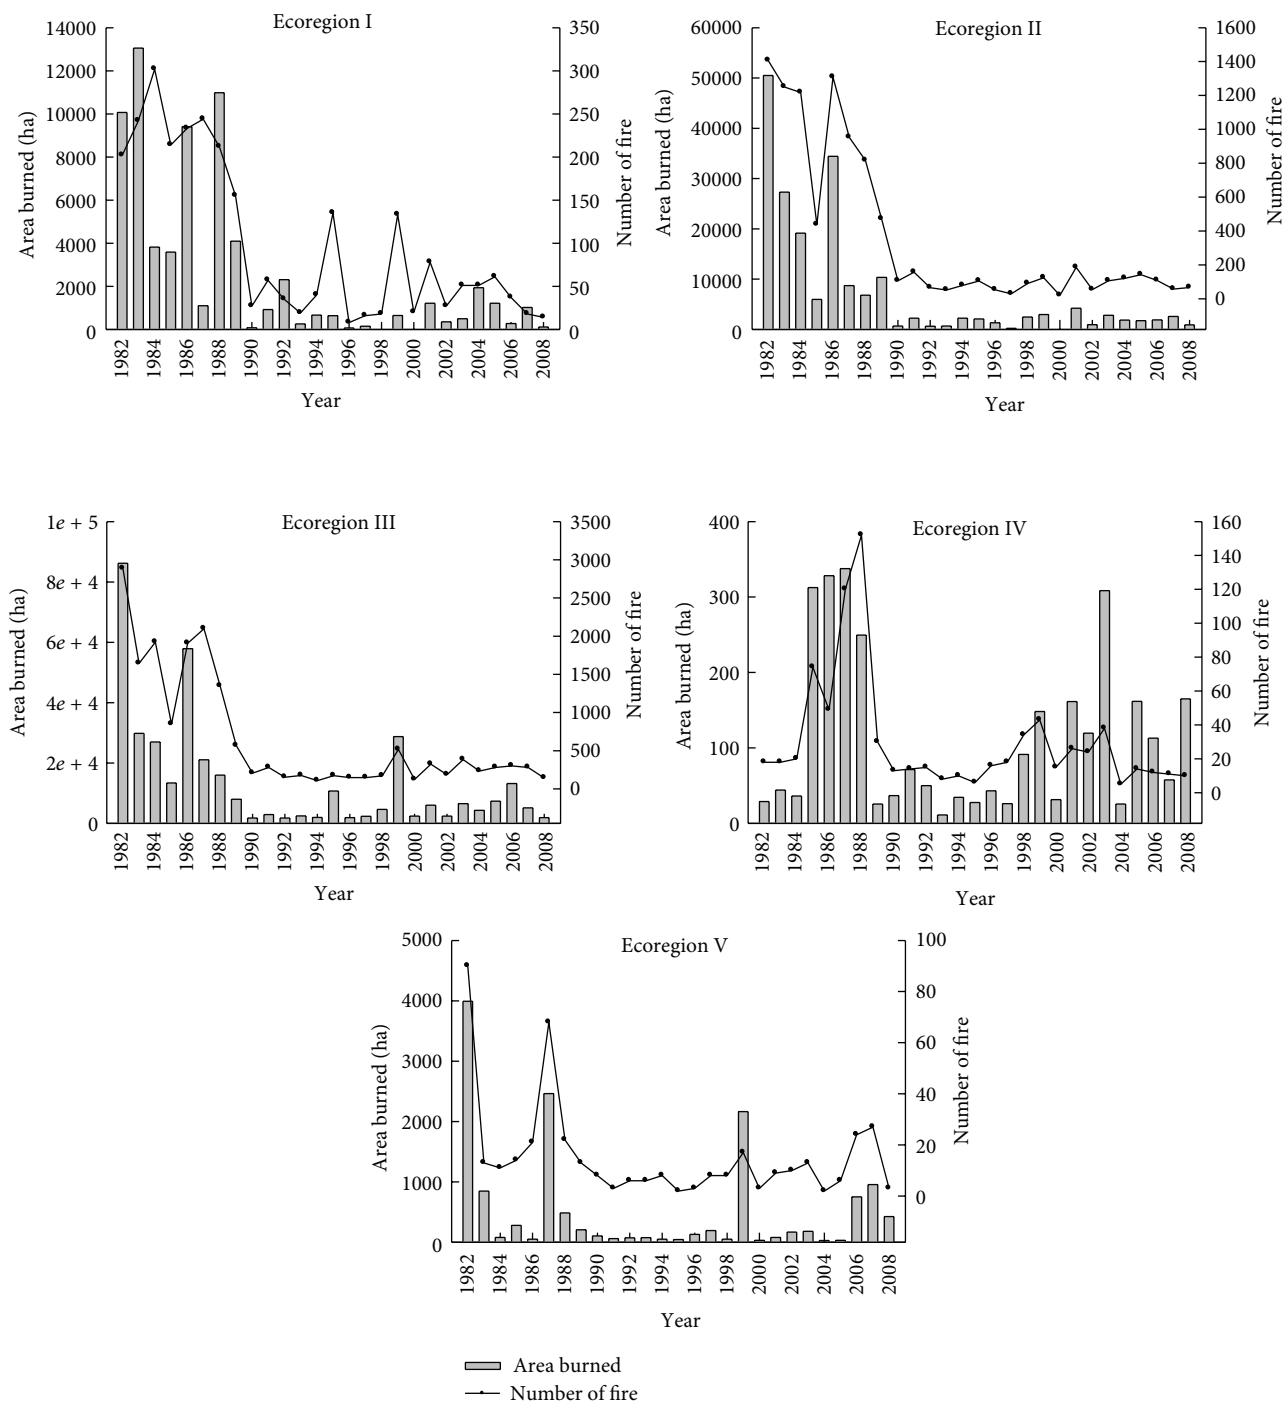 Ecoregion I
14000
12000
10000
8000
6000
4000
2000
0
Area burned (ha)
350
300
250
200
150
100
50
0
Number of fire
1982 1984 1986 1988 1990 1992 1994 1996 1998 2000 2002 2004 2006 2008
Year
Ecoregion II
60000
50000
40000
30000
20000
10000
0
Area burned (ha)
1600
1400
1200
1000
800
600
400
200
0
Number of fire
1982 1984 1986 1988 1990 1992 1994 1996 1998 2000 2002 2004 2006 2008
Year
Ecoregion III
1e + 5
8e + 4
6e + 4
4e + 4
2e + 4
0
Area burned (ha)
3500
3000
2500
2000
1500
1000
500
0
Number of fire
1982 1984 1986 1988 1990 1992 1994 1996 1998 2000 2002 2004 2006 2008
Year
Ecoregion IV
400
300
200
100
0
Area burned (ha)
160
140
120
100
80
60
40
20
0
Number of fire
1982 1984 1986 1988 1990 1992 1994 1996 1998 2000 2002 2004 2006 2008
Year
Ecoregion V
5000
4000
3000
2000
1000
0
Area burned (ha)
100
80
60
40
20
0
Number of fire
1982 1984 1986 1988 1990 1992 1994 1996 1998 2000 2002 2004 2006 2008
Year
Area burned
Number of fire